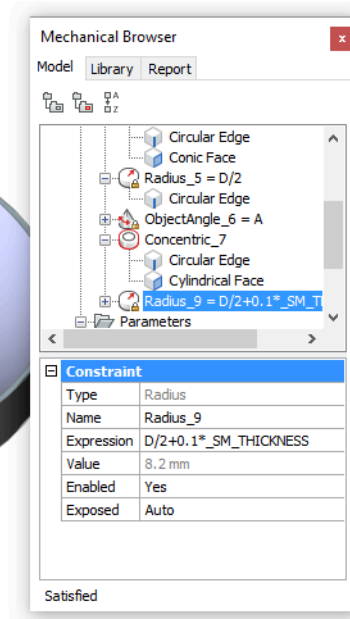 Mechanical Browser
x
Model Library Report
A
Z
Circular Edge
Conic Face
Radius_5 = D/2
Circular Edge
ObjectAngle_6 = A
Concentric_7
Circular Edge
Cylindrical Face
Radius_9 = D/2+0.1*_SM_TI
Parameters
Constraint
Type Radius
Name Radius_9
Expression D/2+0.1*_SM_THICKNESS
Value 8.2 mm
Enabled Yes
Exposed Auto
Satisfied